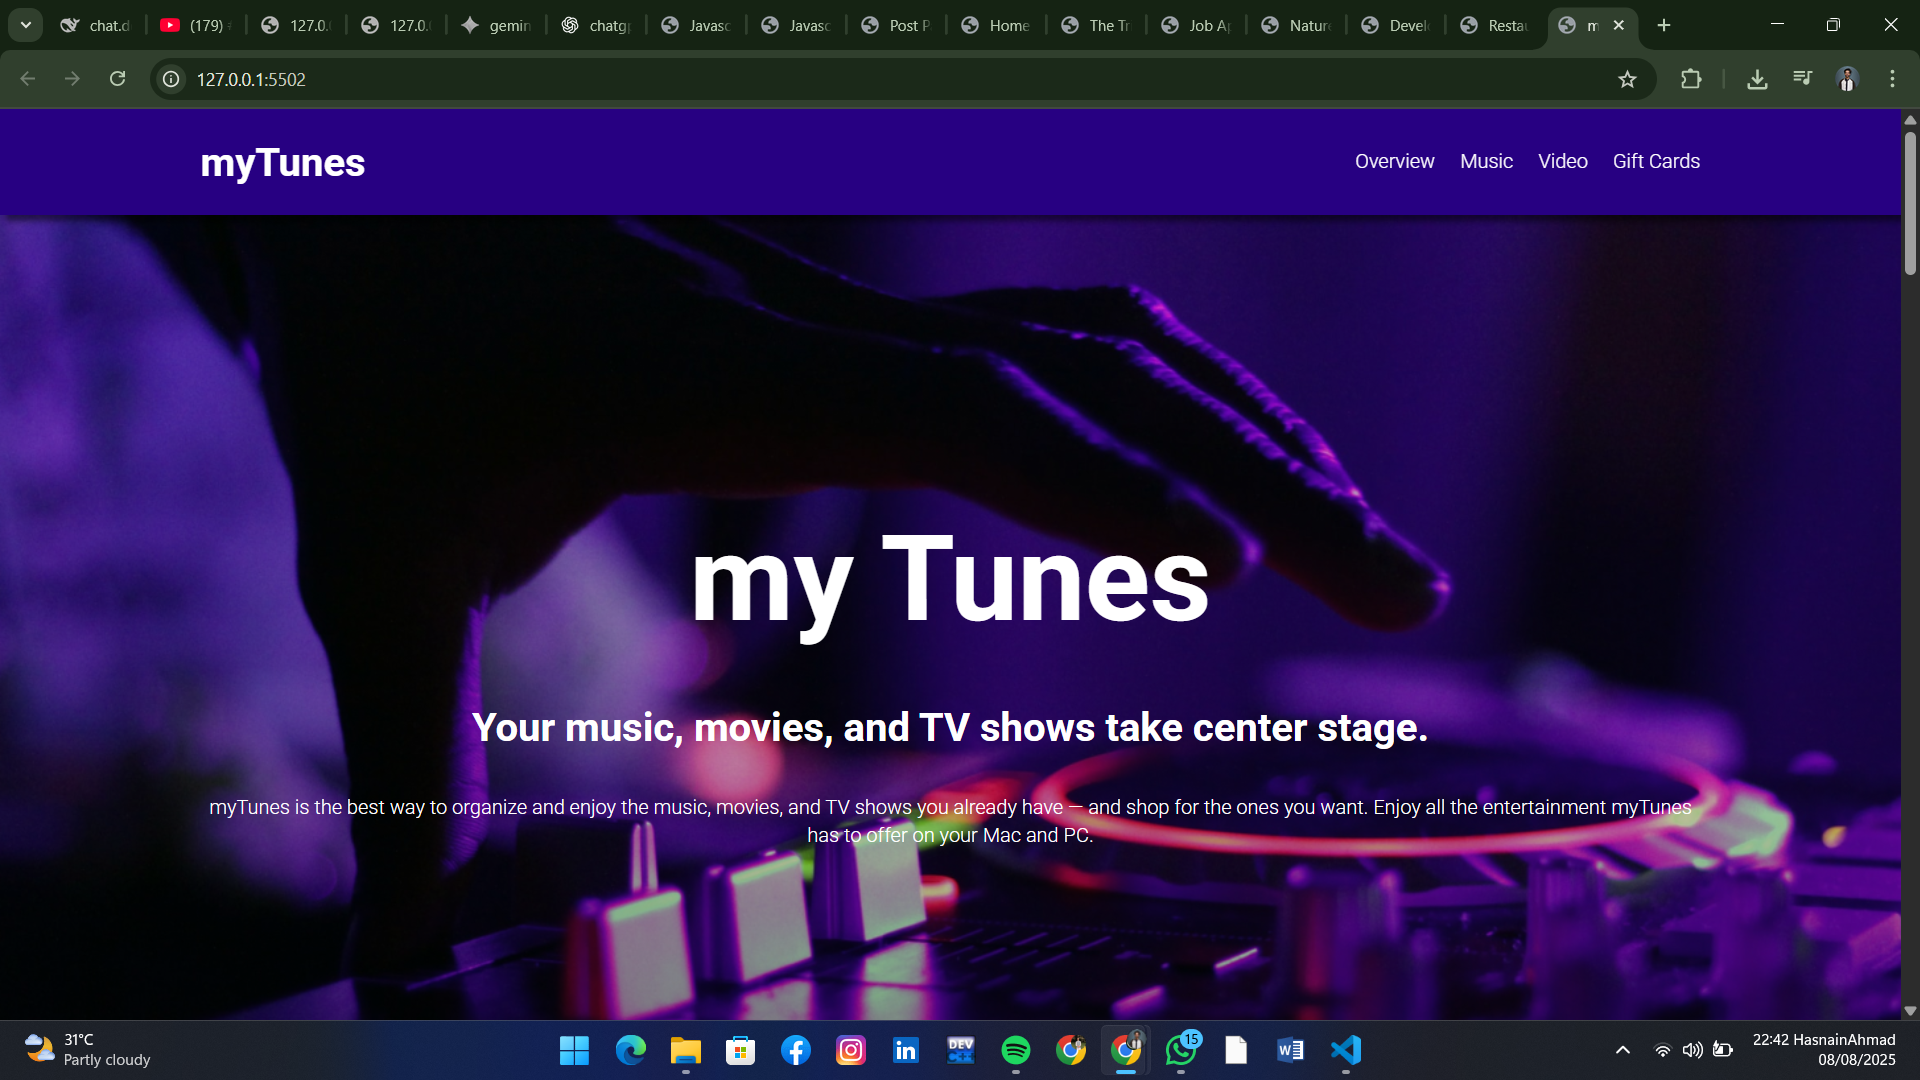 chat.d
(179)
127.0.
127.0.
gemin
chatg
Javasc
Javasc
Post P
Home
The Tr
Job A
Natur
Devel
Resta
m
127.0.0.1:5502
myTunes
Overview Music Video Gift Cards
my Tunes
Your music, movies, and TV shows take center stage.
myTunes is the best way to organize and enjoy the music, movies, and TV shows you already have — and shop for the ones you want. Enjoy all the entertainment myTunes
has to offer on your Mac and PC.
31°C
Partly cloudy
DEV
15
22:42 HasnainAhmad
08/08/2025